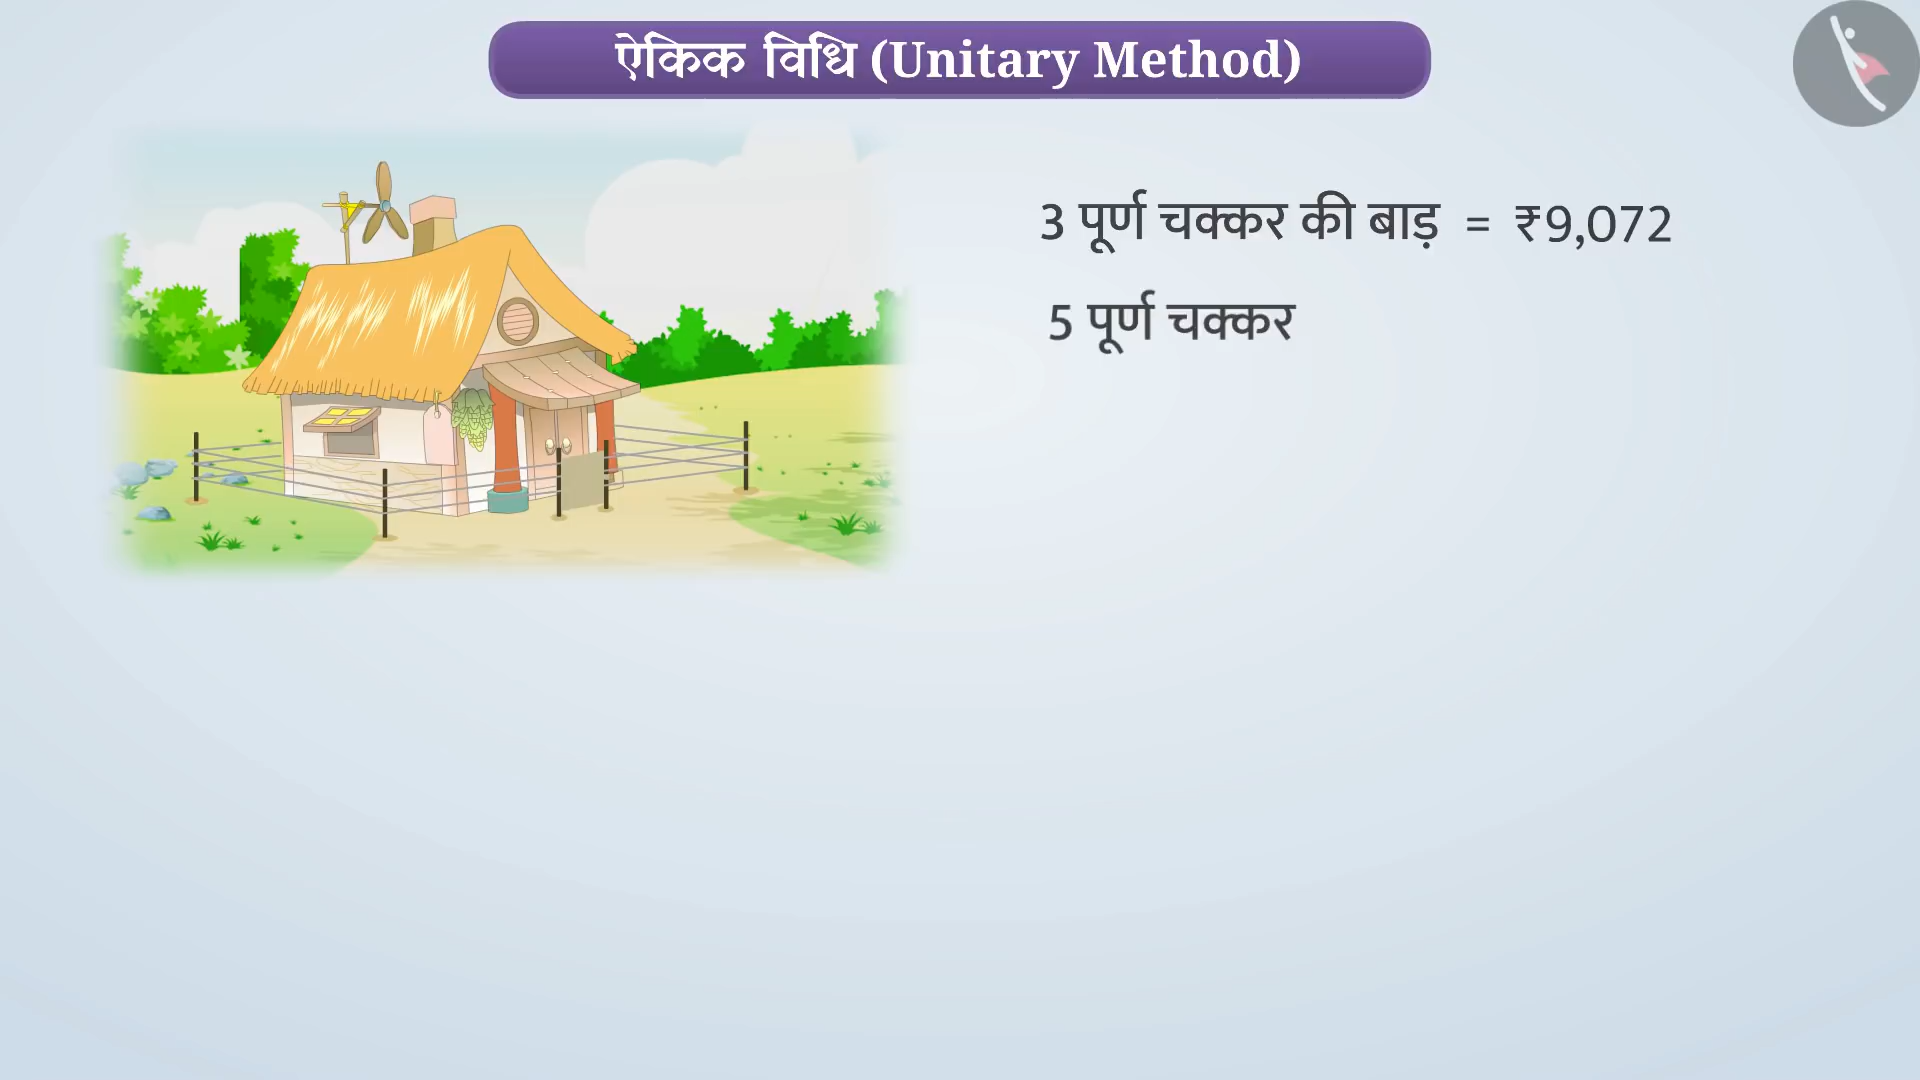 ऐकिक विधि (Unitary Method)
3 पूर्ण चक्कर की बाड़ = ₹9,072
5 पूर्ण चक्कर